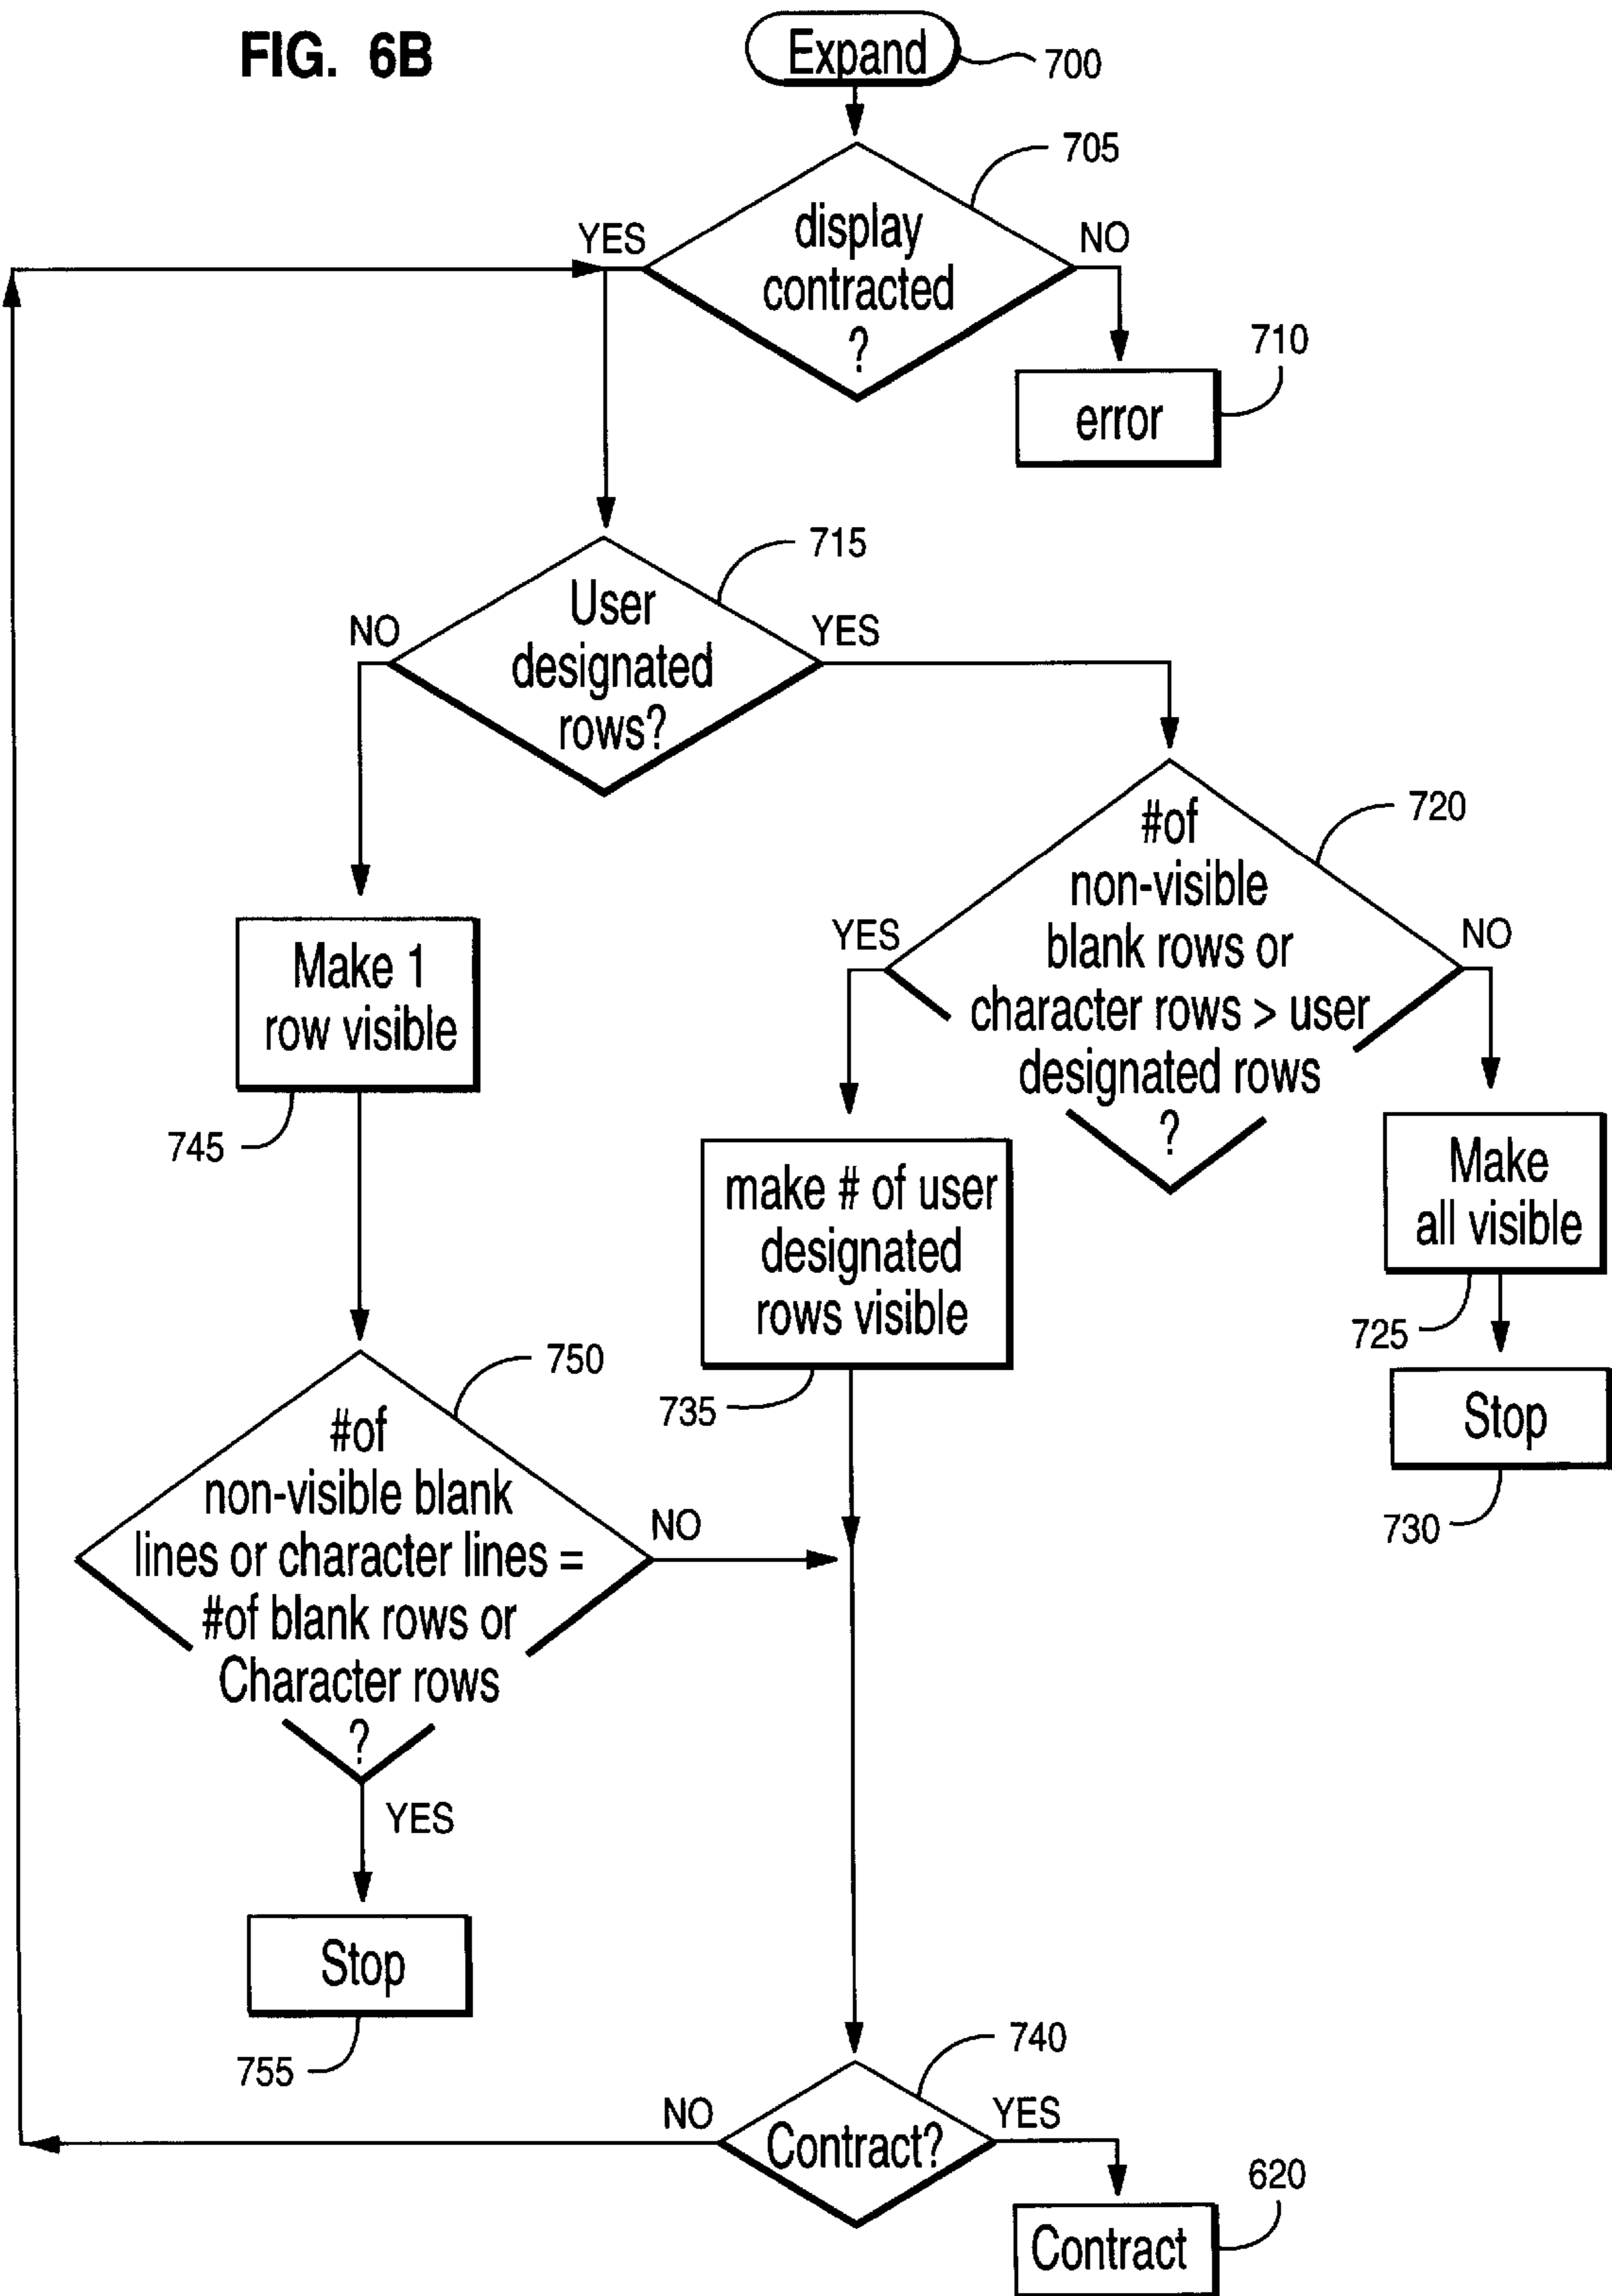 FIG. 6B
Expand
700
705
display
contracted
?
YES
NO
710
error
715
User
designated
rows?
NO
YES
720
#of
non-visible
blank rows or
character rows > user
designated rows
?
YES
NO
Make 1
row visible
745
make # of user
designated
rows visible
735
Make
all visible
725
Stop
730
750
#of
non-visible blank
lines or character lines =
#of blank rows or
Character rows
?
NO
YES
Stop
755
740
Contract?
NO
YES
620
Contract